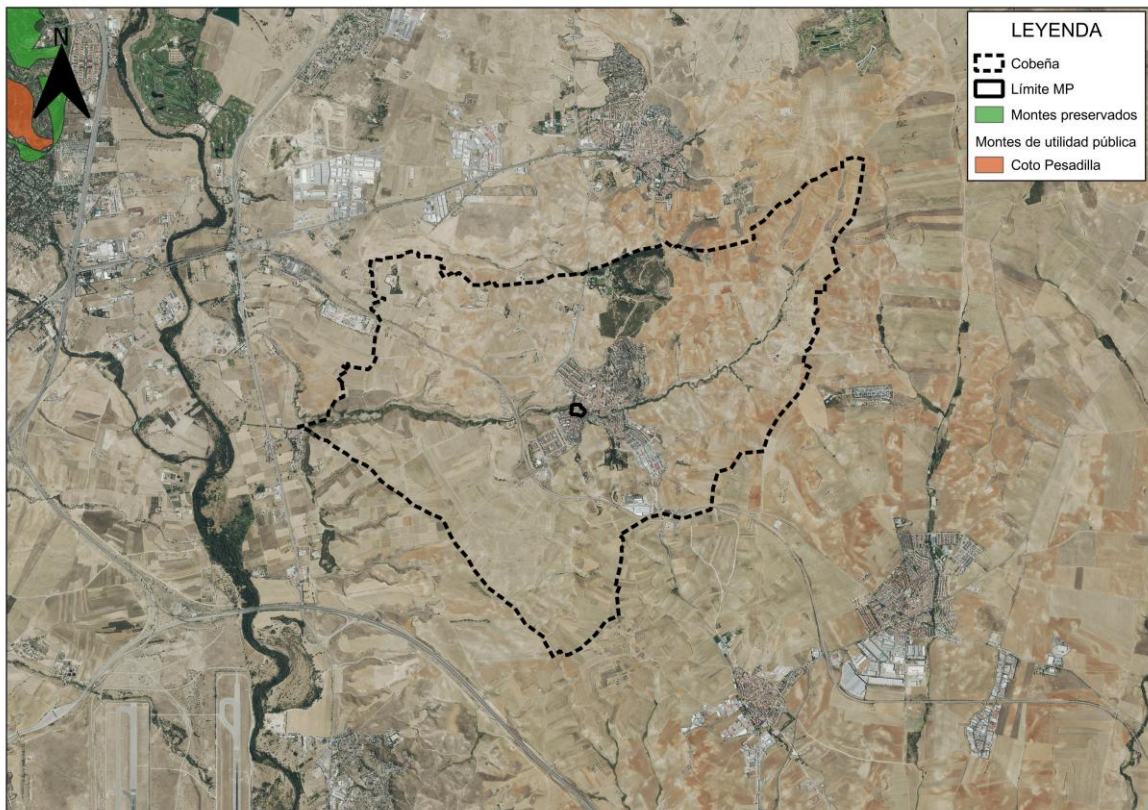 N
LEYENDA
Cobeña
Límite MP
Montes preservados
Montes de utilidad pública
Coto Pesadilla